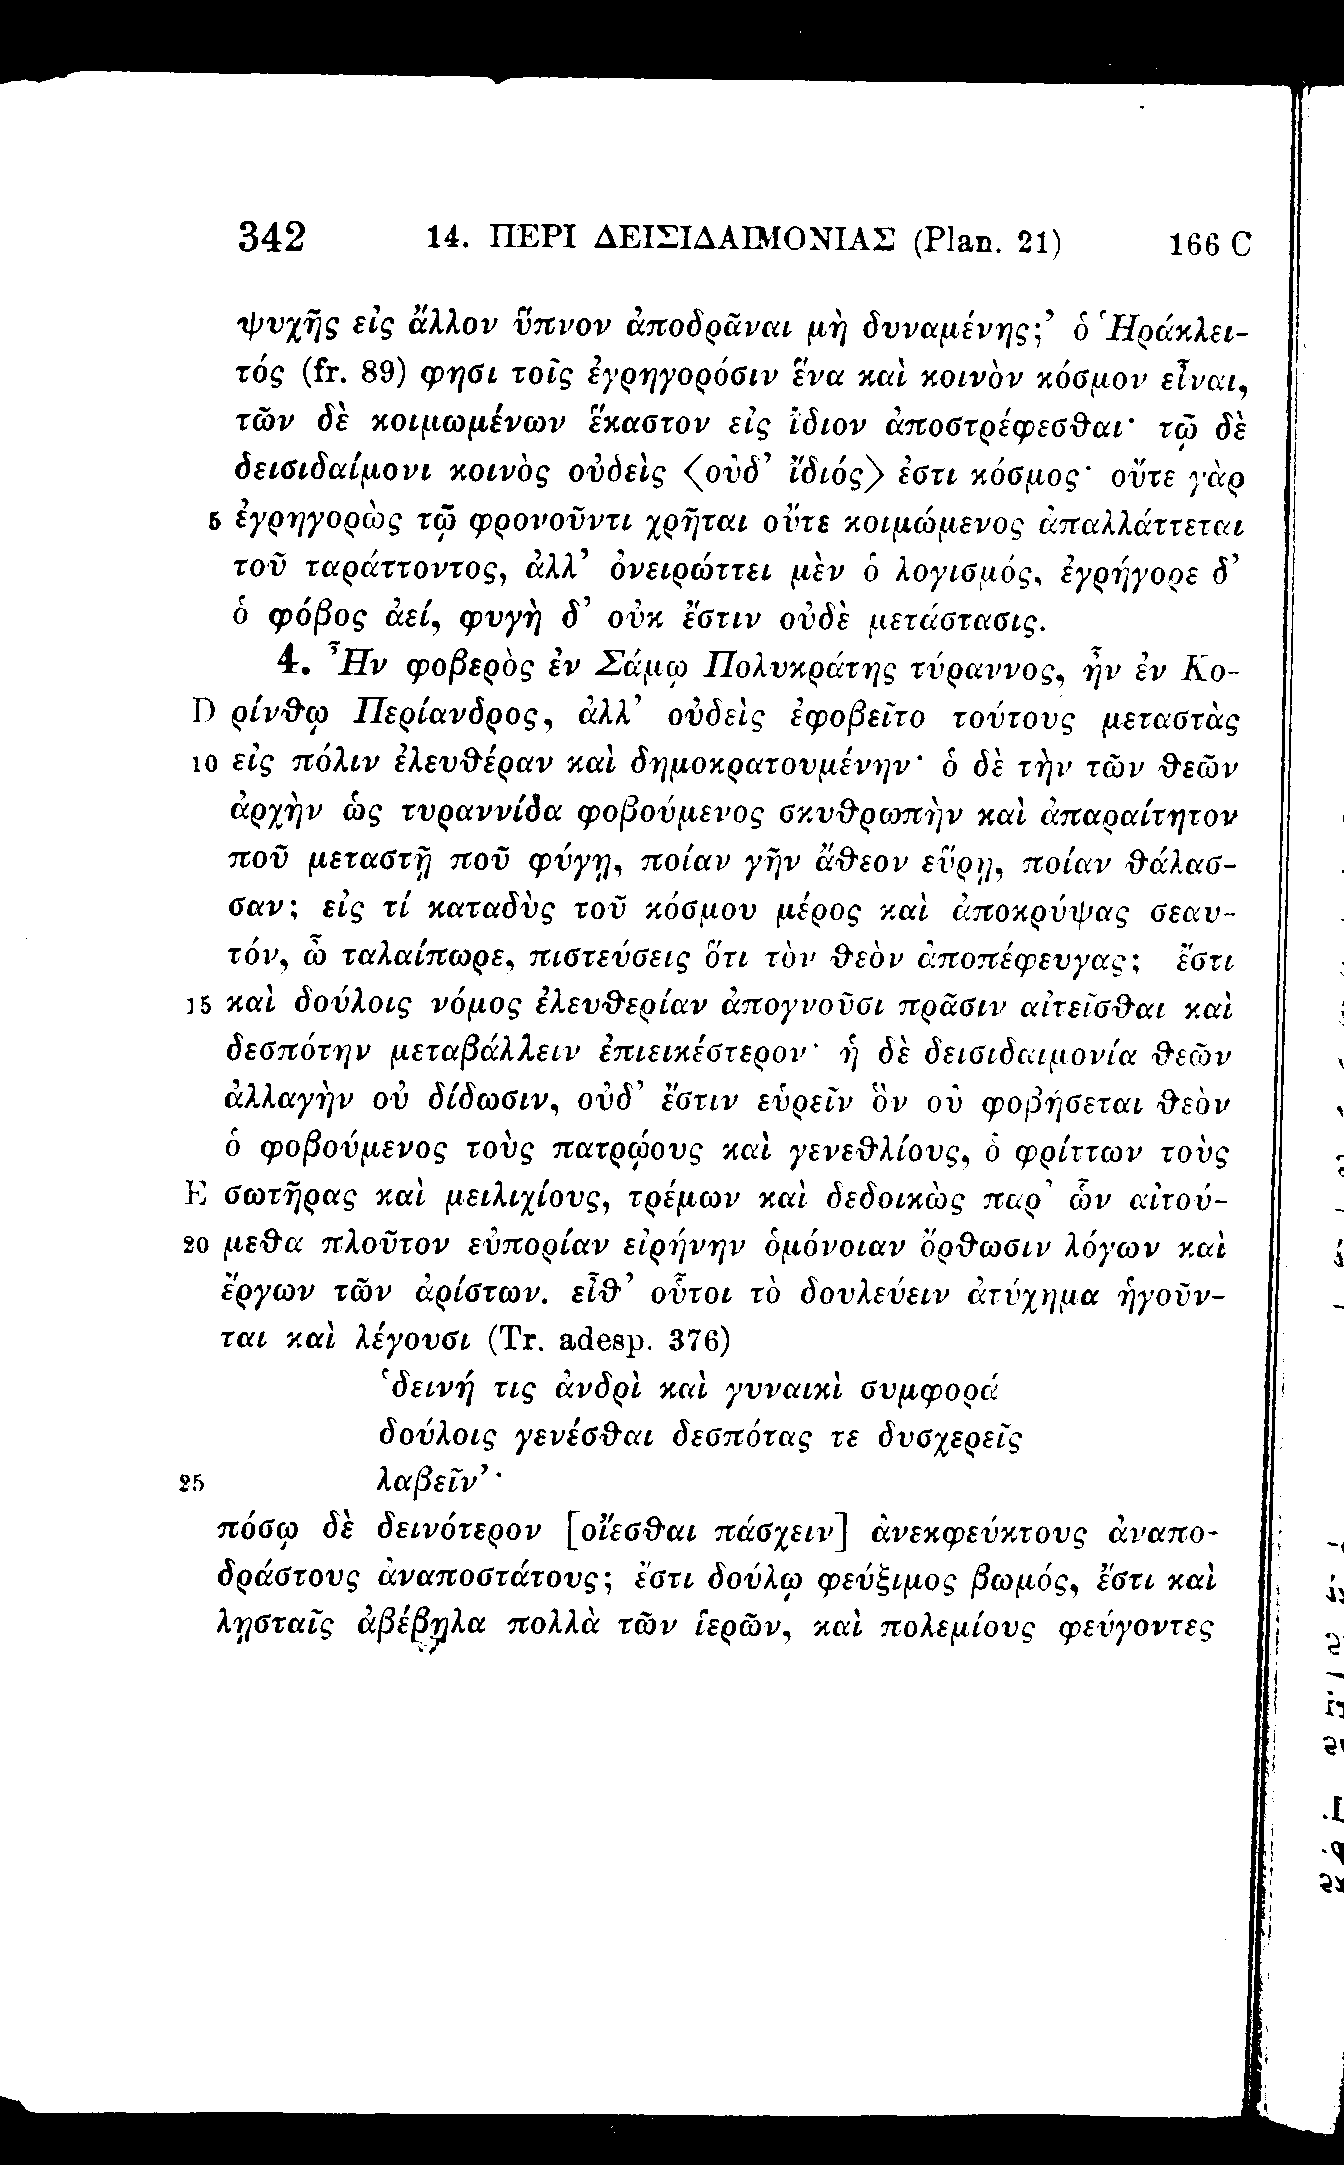 342 14. ΠΕΡΙ ΔΕΙΣΙΔΑΙΜΟΝΙΑΣ (Plan. 21) 166 C
ψυχῆς εἰς ἄλλον ὕπνον ἀποδρᾶναι μὴ δυναμένης;’ ὁ Ἡράκλει-
τός (fr. 89) φησι τοῖς ἐγρηγορόσιν ἕνα καὶ κοινὸν κόσμον εἶναι,
τῶν δὲ κοιμωμένων ἕκαστον εἰς ἴδιον ἀποστρέφεσθαι· τῷ δὲ
δεισιδαίμονι κοινὸς οὐδεὶς ⟨οὐδ’ ἴδιός⟩ ἐστι κόσμος· οὔτε γὰρ
5 ἐγρηγορὼς τῷ φρονοῦντι χρῆται οὔτε κοιμώμενος ἀπαλλάττεται
τοῦ ταράττοντος, ἀλλ’ ὀνειρώττει μὲν ὁ λογισμός, ἐγρήγορε δ’
ὁ φόβος ἀεί, φυγὴ δ’ οὐκ ἔστιν οὐδὲ μετάστασις.
4. Ἦν φοβερὸς ἐν Σάμῳ Πολυκράτης τύραννος, ἦν ἐν Κο-
D ρίνθῳ Περίανδρος, ἀλλ’ οὐδεὶς ἐφοβεῖτο τούτους μεταστὰς
10 εἰς πόλιν ἐλευθέραν καὶ δημοκρατουμένην· ὁ δὲ τὴν τῶν θεῶν
ἀρχὴν ὡς τυραννίδα φοβούμενος σκυθρωπὴν καὶ ἀπαραίτητον
ποῦ μεταστῇ ποῦ φύγῃ, ποίαν γῆν ἄθεον εὕρῃ, ποίαν θάλασ-
σαν; εἰς τί καταδὺς τοῦ κόσμου μέρος καὶ ἀποκρύψας σεαυ-
τόν, ὦ ταλαίπωρε, πιστεύσεις ὅτι τὸν θεὸν ἀποπέφευγας; ἔστι
15 καὶ δούλοις νόμος ἐλευθερίαν ἀπογνοῦσι πρᾶσιν αἰτεῖσθαι καὶ
δεσπότην μεταβάλλειν ἐπιεικέστερον· ἡ δὲ δεισιδαιμονία θεῶν
ἀλλαγὴν οὐ δίδωσιν, οὐδ’ ἔστιν εὑρεῖν ὃν οὐ φοβήσεται θεὸν
ὁ φοβούμενος τοὺς πατρῴους καὶ γενεθλίους, ὁ φρίττων τοὺς
E σωτῆρας καὶ μειλιχίους, τρέμων καὶ δεδοικὼς παρ’ ὧν αἰτού-
20 μεθα πλοῦτον εὐπορίαν εἰρήνην ὁμόνοιαν ὄρθωσιν λόγων καὶ
ἔργων τῶν ἀρίστων. εἶθ’ οὗτοι τὸ δουλεύειν ἀτύχημα ἡγοῦν-
ται καὶ λέγουσι (Tr. adesp. 376)
‘δεινή τις ἀνδρὶ καὶ γυναικὶ συμφορά
δούλοις γενέσθαι δεσπότας τε δυσχερεῖς
25 λαβεῖν’·
πόσῳ δὲ δεινότερον [οἴεσθαι πάσχειν] ἀνεκφεύκτους ἀναπο-
δράστους ἀναποστάτους; ἔστι δούλῳ φεύξιμος βωμός, ἔστι καὶ
λῃσταῖς ἀβέβηλα πολλὰ τῶν ἱερῶν, καὶ πολεμίους φεύγοντες